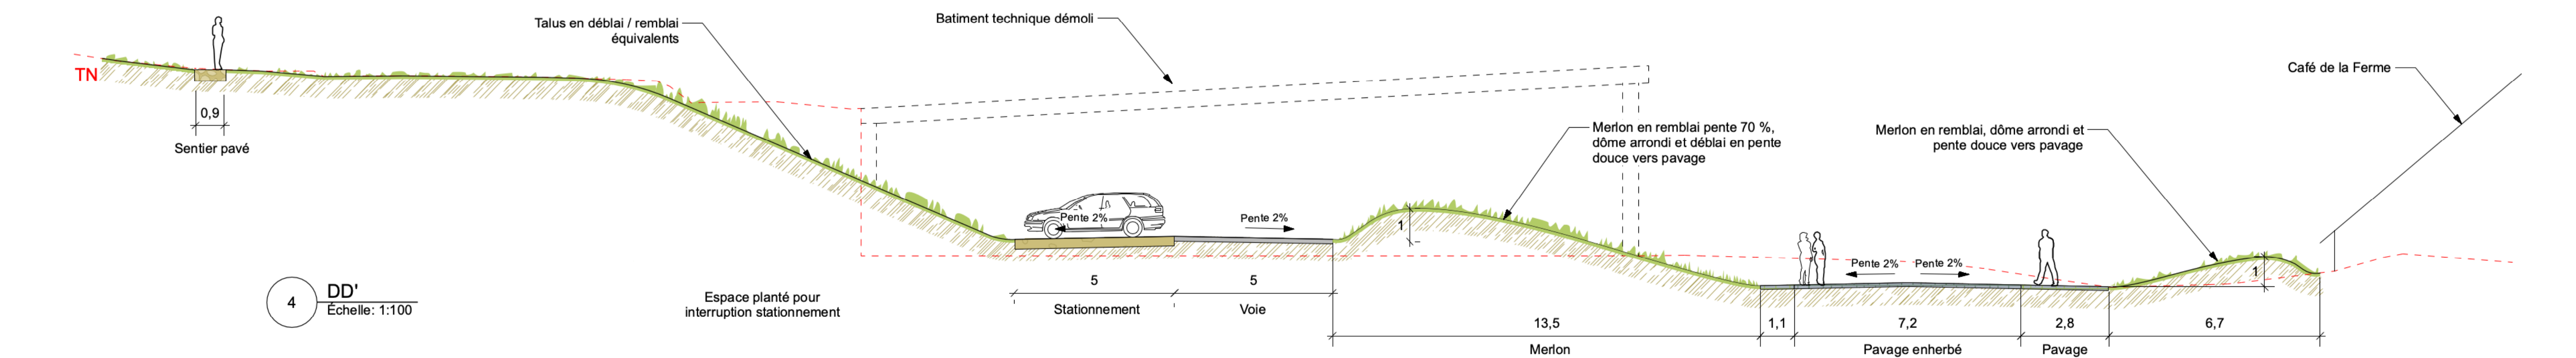 Talus en déblai / remblai
équivalents
Batiment technique démoli
Café de la Ferme
TN
0,9
Sentier pavé
Merlon en remblai pente 70 %,
dôme arrondi et déblai en pente
douce vers pavage
Merlon en remblai, dôme arrondi et
pente douce vers pavage
Pente 2%
Pente 2%
1
Pente 2%
Pente 2%
1
4
DD'
Échelle: 1:100
Espace planté pour
interruption stationnement
5
5
Stationnement
Voie
13,5
1,1
7,2
2,8
6,7
Merlon
Pavage enherbé
Pavage